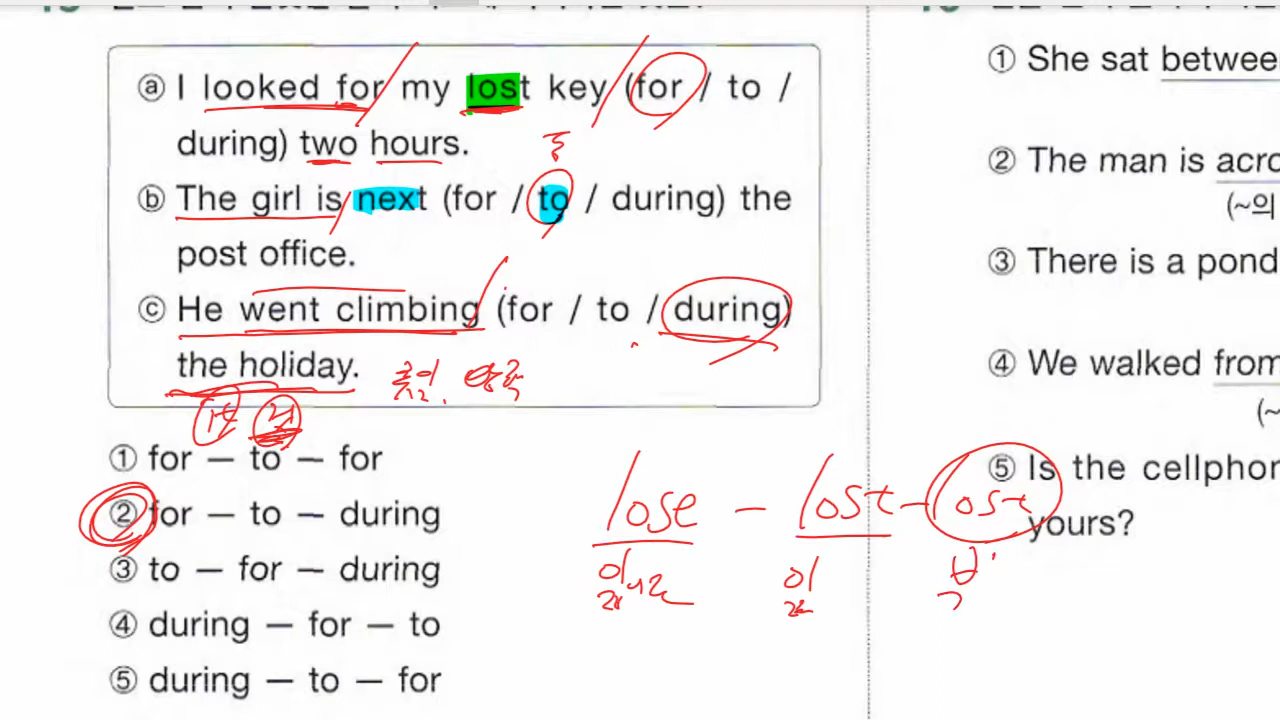 ⓐ I looked for my lost key (for / to /
during) two hours.
ⓑ The girl is next (for / to / during) the
post office.
ⓒ He went climbing (for / to / during)
the holiday.
① for – to – for
② for – to – during
③ to – for – during
④ during – for – to
⑤ during – to – for
lose – lost – lost
① She sat betwee
② The man is acro
(~의
③ There is a pond
④ We walked from
(~
⑤ Is the cellphor
yours?